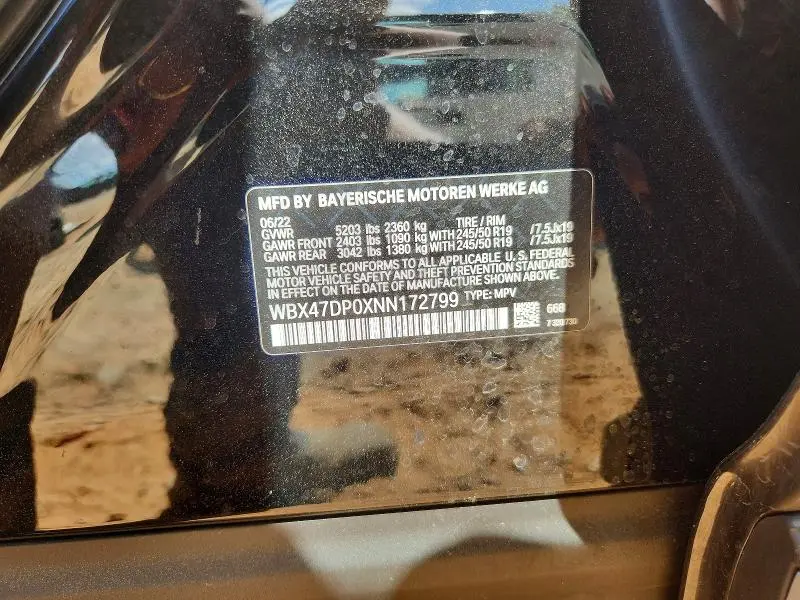 MFD BY BAYERISCHE MOTOREN WERKE AG
06/22 TIRE / RIM
GVWR 5203 lbs 2360 kg
GAWR FRONT 2403 lbs 1090 kg WITH 245/50 R19 /7.5Jx19
GAWR REAR 3042 lbs 1380 kg WITH 245/50 R19 /7.5Jx19
THIS VEHICLE CONFORMS TO ALL APPLICABLE U. S. FEDERAL
MOTOR VEHICLE SAFETY AND THEFT PREVENTION STANDARDS
IN EFFECT ON THE DATE OF MANUFACTURE SHOWN ABOVE.
WBX47DP0XNN172799 TYPE: MPV
668